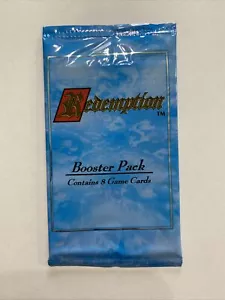 Redemption™
Booster Pack
Contains 8 Game Cards